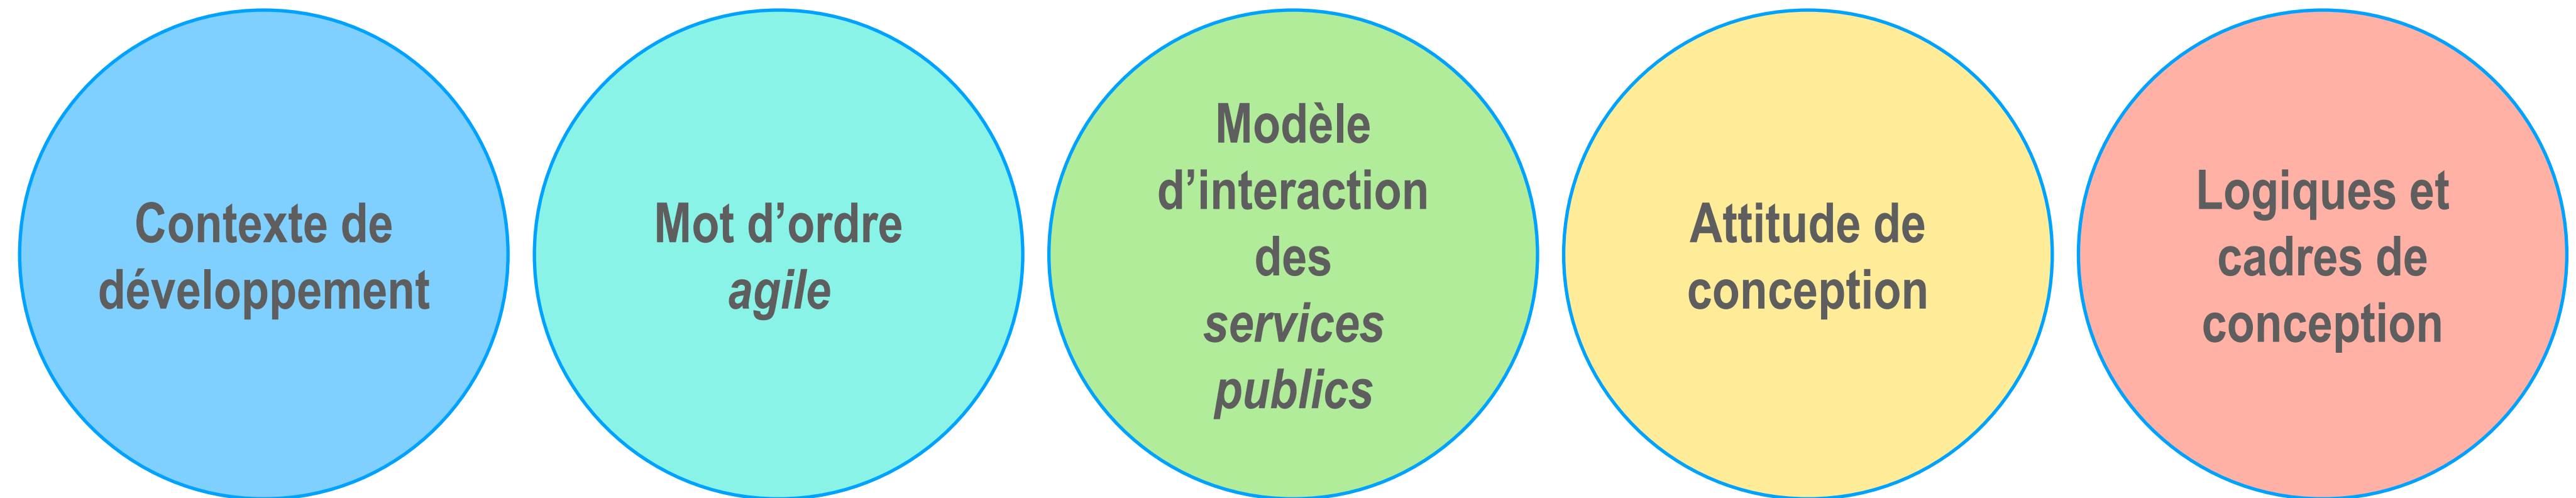 Contexte de
développement
Mot d’ordre
agile
Modèle
d’interaction
des
services
publics
Attitude de
conception
Logiques et
cadres de
conception